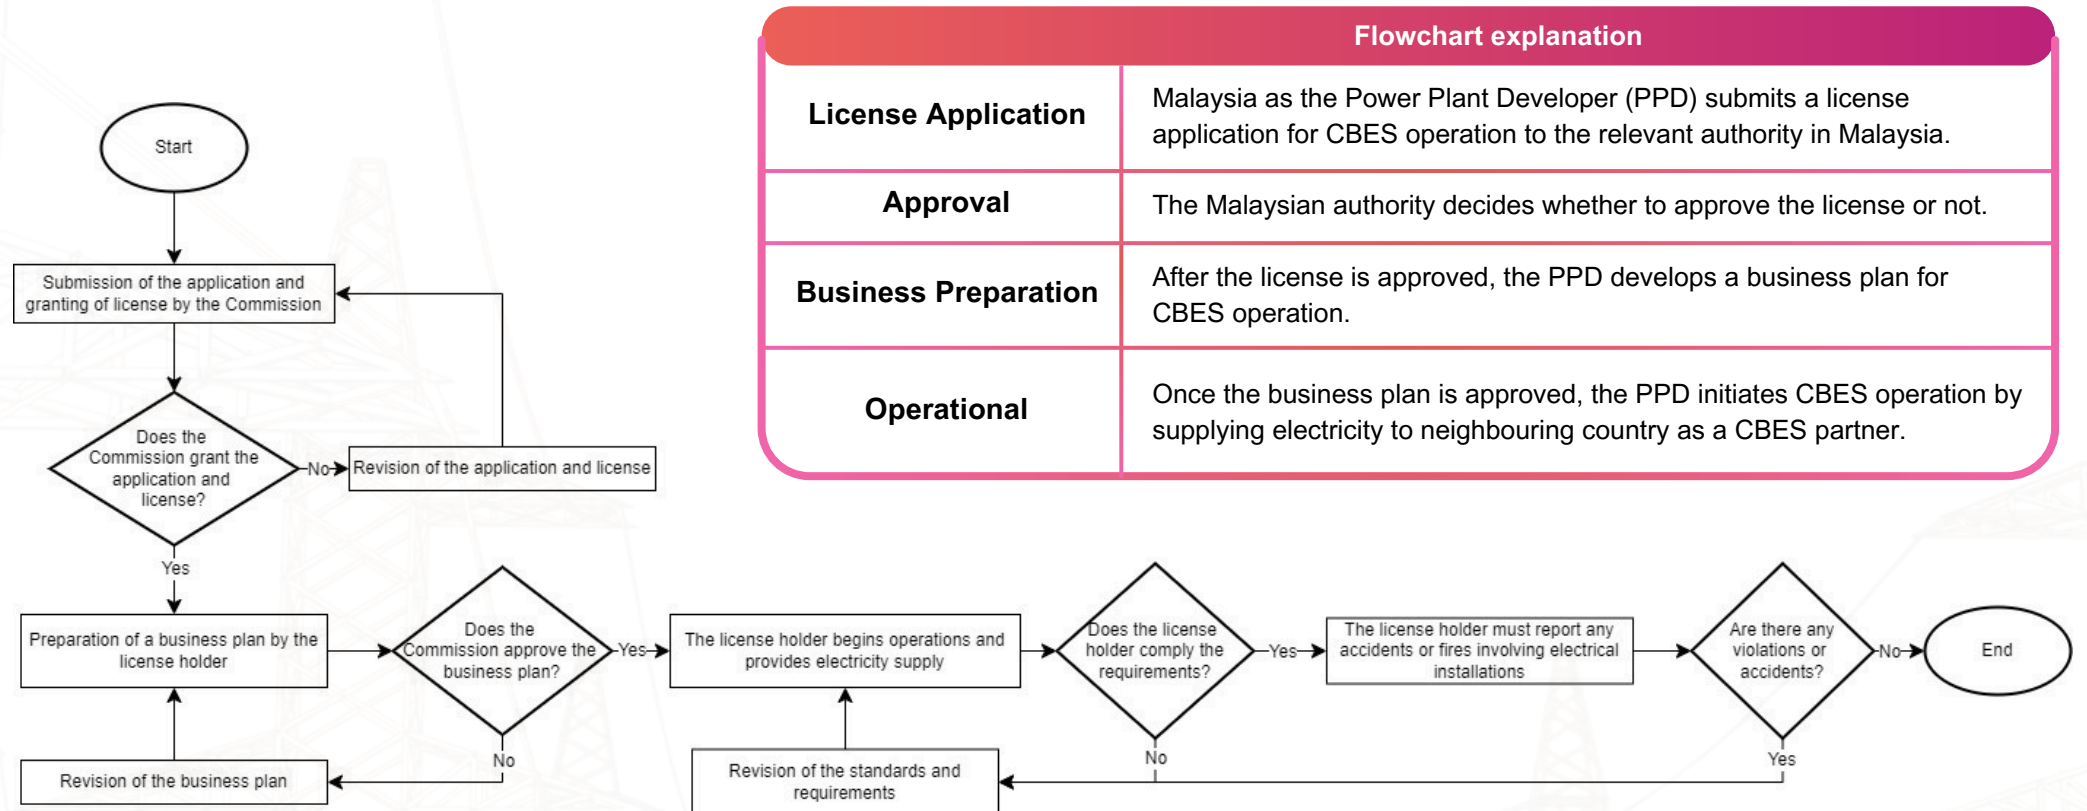 Flowchart explanation
License Application
Malaysia as the Power Plant Developer (PPD) submits a license
application for CBES operation to the relevant authority in Malaysia.
Approval
The Malaysian authority decides whether to approve the license or not.
Business Preparation
After the license is approved, the PPD develops a business plan for
CBES operation.
Operational
Once the business plan is approved, the PPD initiates CBES operation by
supplying electricity to neighbouring country as a CBES partner.
Start
Submission of the application and
granting of license by the Commission
Does the
Commission grant the
application and
license?
No
Revision of the application and license
Yes
Preparation of a business plan by the
license holder
Does the
Commission approve the
business plan?
Yes
No
Revision of the business plan
The license holder begins operations and
provides electricity supply
Does the license
holder comply the
requirements?
Yes
No
Revision of the standards and
requirements
The license holder must report any
accidents or fires involving electrical
installations
Are there any
violations or
accidents?
No
Yes
End